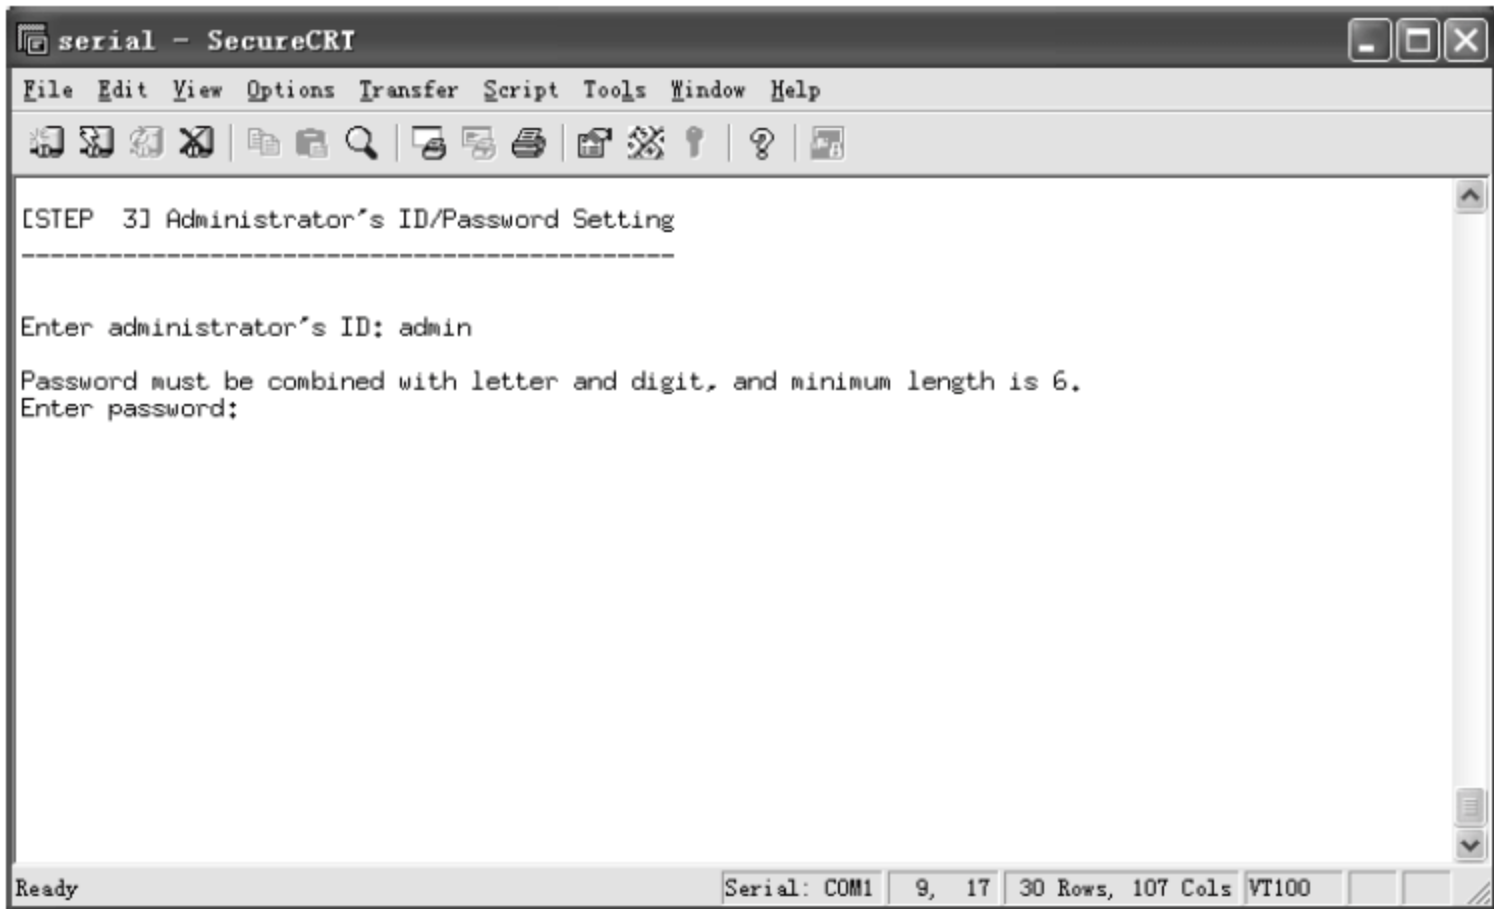 serial - SecureCRT
File Edit View Options Transfer Script Tools Window Help
[STEP  3] Administrator's ID/Password Setting
----------------------------------------------
Enter administrator's ID: admin
Password must be combined with letter and digit, and minimum length is 6.
Enter password:
Ready Serial: COM1 9, 17 30 Rows, 107 Cols VT100